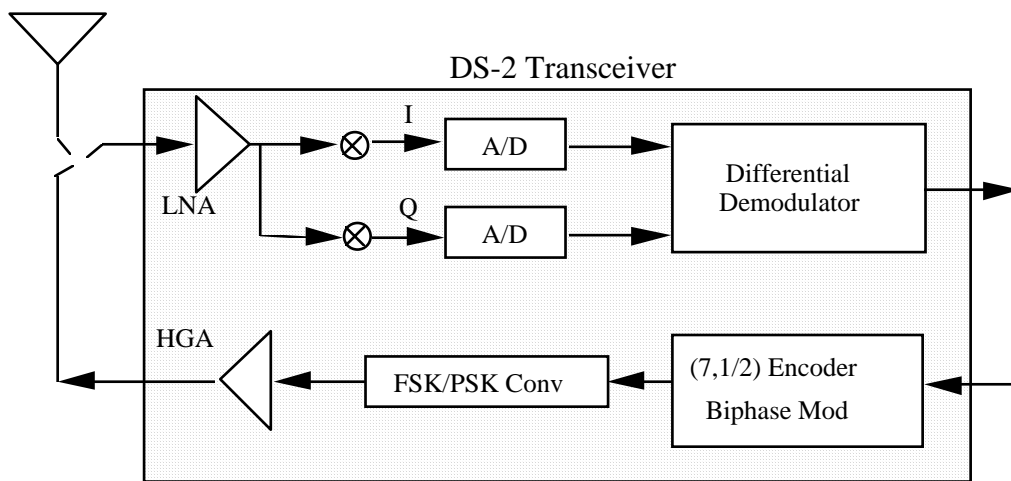 DS-2 Transceiver
I
A/D
LNA
Q
A/D
Differential
Demodulator
HGA
FSK/PSK Conv
(7,1/2) Encoder
Biphase Mod